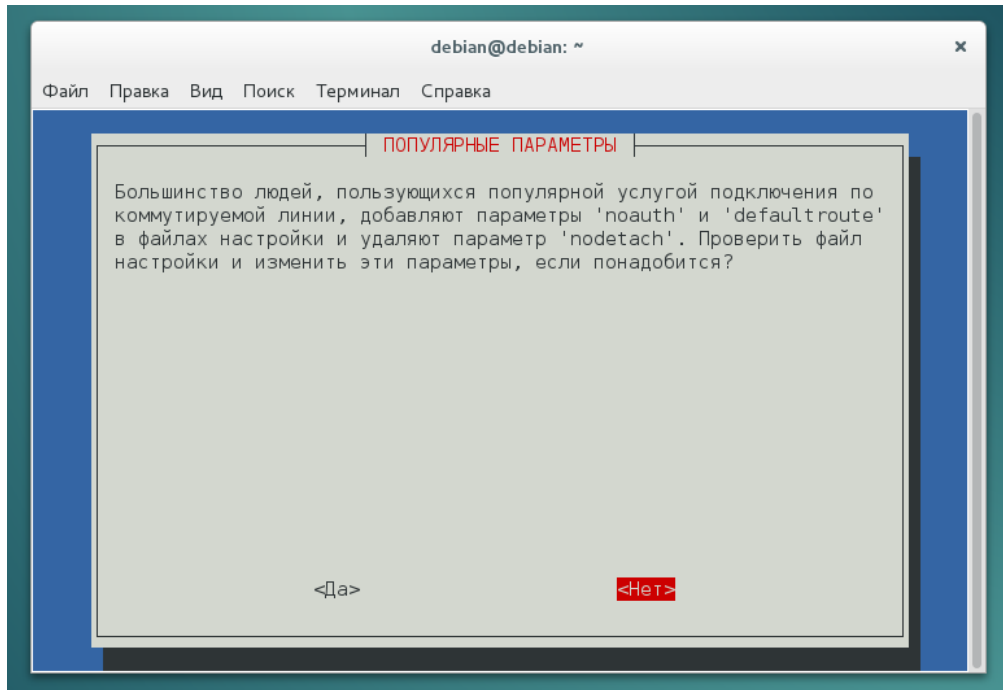 debian@debian: ~
Файл Правка Вид Поиск Терминал Справка
ПОПУЛЯРНЫЕ ПАРАМЕТРЫ
Большинство людей, пользующихся популярной услугой подключения по
коммутируемой линии, добавляют параметры 'noauth' и 'defaultroute'
в файлах настройки и удаляют параметр 'nodetach'. Проверить файл
настройки и изменить эти параметры, если понадобится?
<Да> <Нет>